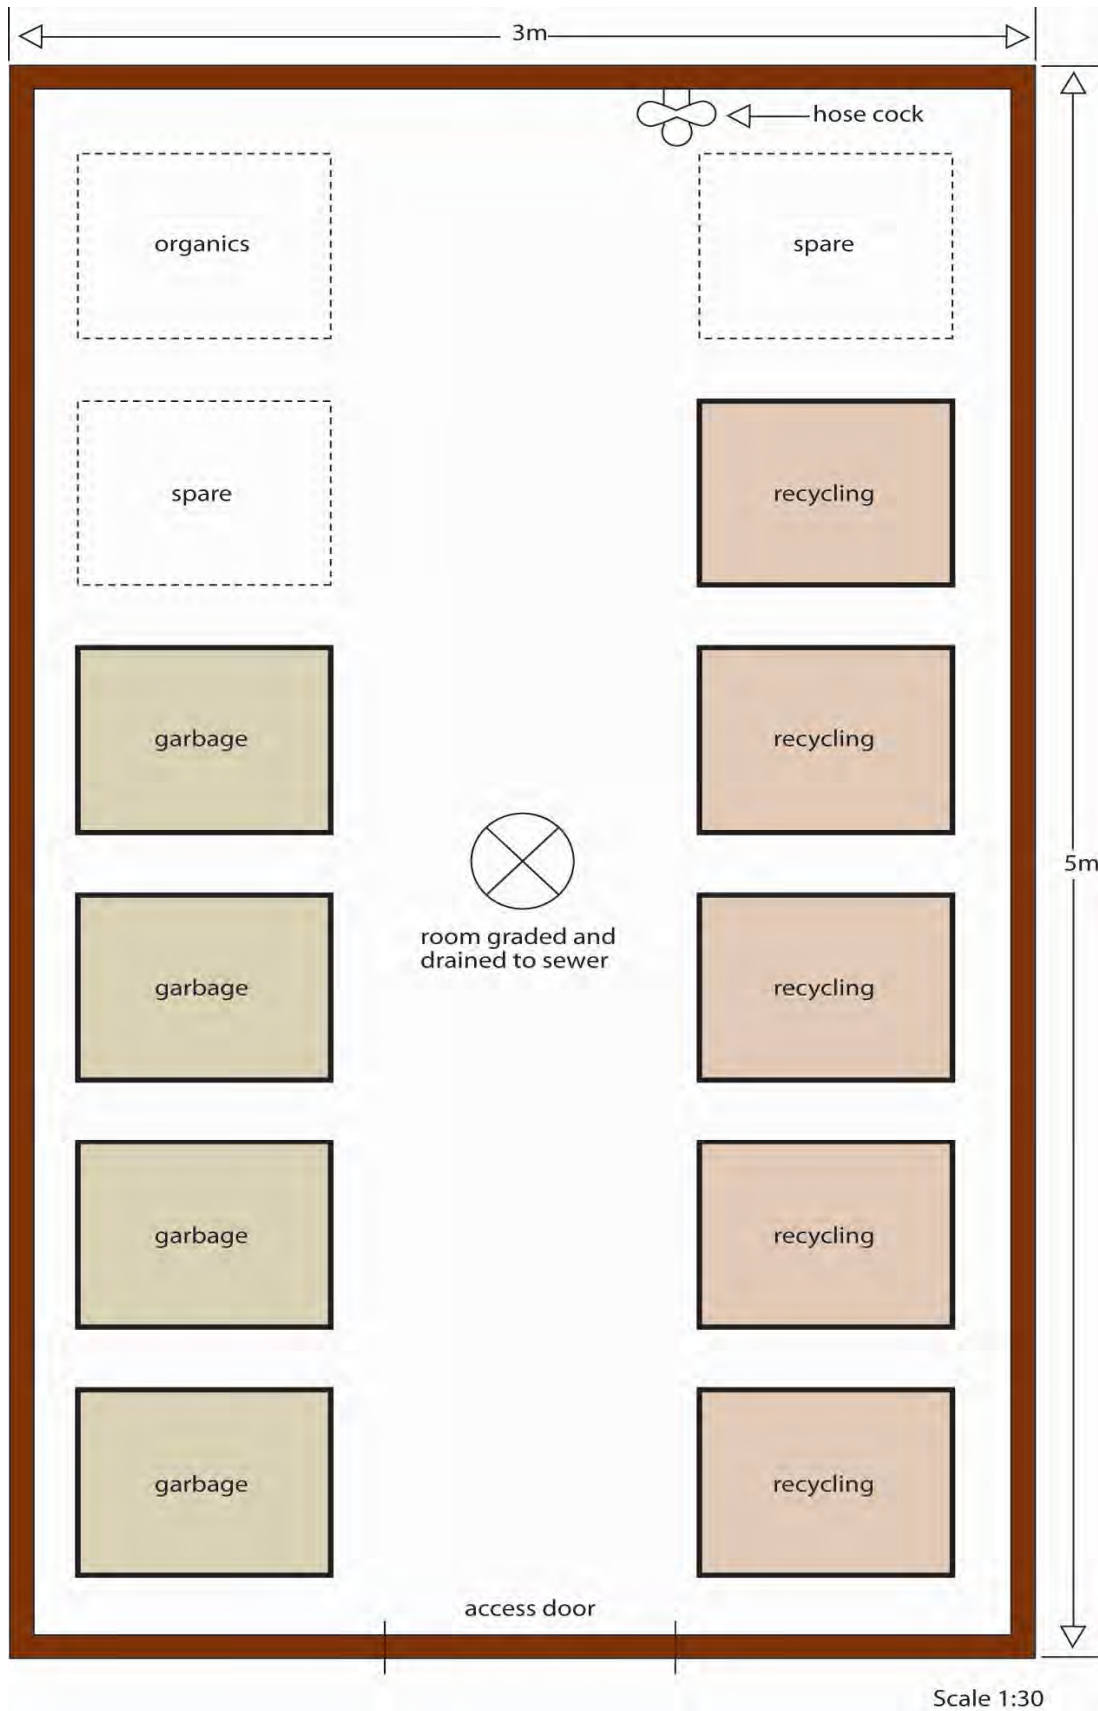 3m
hose cock
organics
spare
spare
recycling
garbage
recycling
5m
room graded and
drained to sewer
garbage
recycling
garbage
recycling
garbage
recycling
access door
Scale 1:30